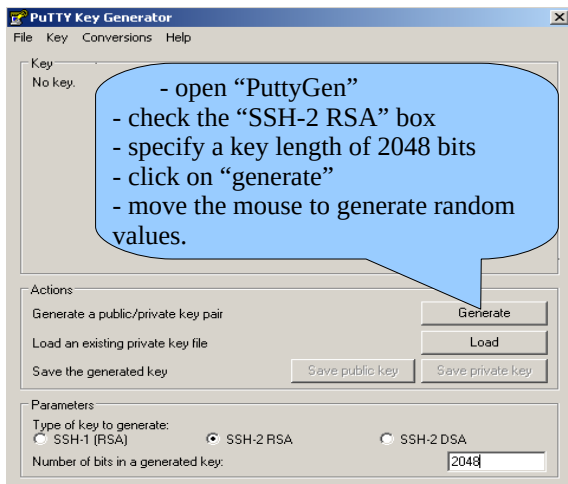 PuTTY Key Generator
File Key Conversions Help
Key
No key.
- open “PuttyGen”
- check the “SSH-2 RSA” box
- specify a key length of 2048 bits
- click on “generate”
- move the mouse to generate random
values.
Actions
Generate a public/private key pair
Generate
Load an existing private key file
Load
Save the generated key
Save public key
Save private key
Parameters
Type of key to generate:
SSH-1 (RSA)
SSH-2 RSA
SSH-2 DSA
Number of bits in a generated key:
2048